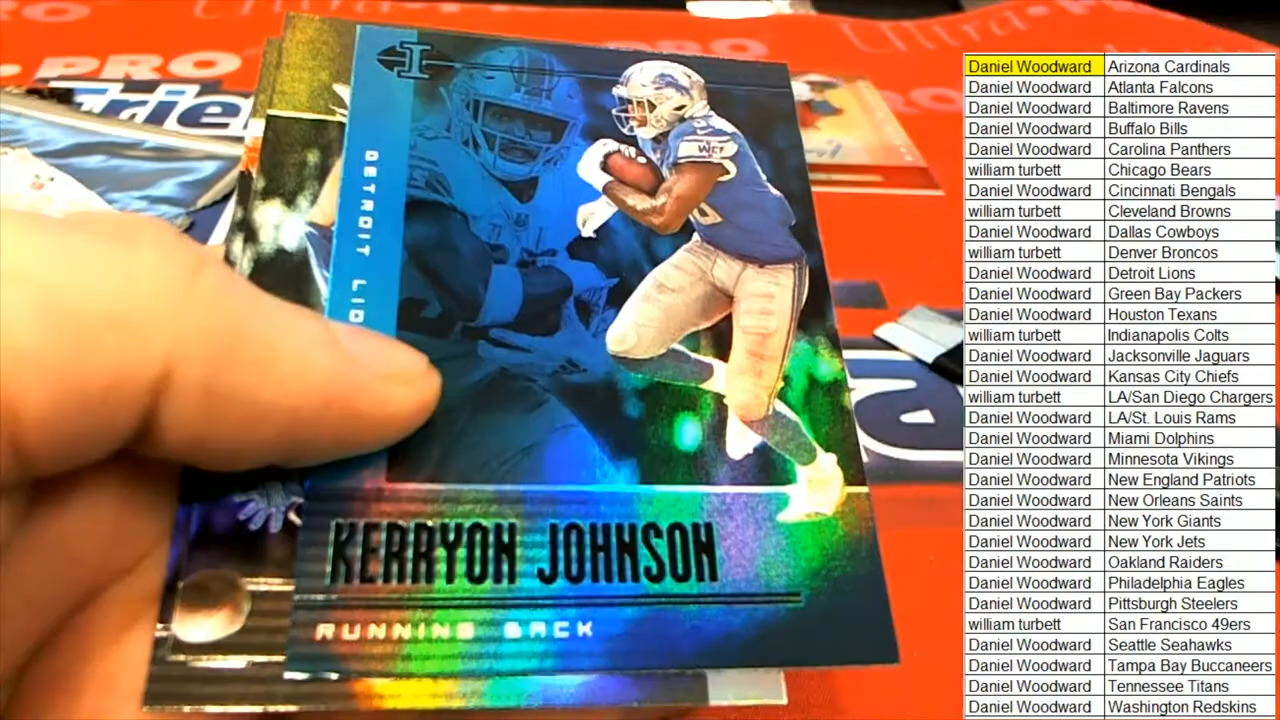 PRO
Ultra•Pro
PRO
DETROIT LIO
WCF
KERRYON JOHNSON
RUNNING BACK
Daniel Woodward Arizona Cardinals
Daniel Woodward Atlanta Falcons
Daniel Woodward Baltimore Ravens
Daniel Woodward Buffalo Bills
Daniel Woodward Carolina Panthers
william turbett Chicago Bears
Daniel Woodward Cincinnati Bengals
william turbett Cleveland Browns
Daniel Woodward Dallas Cowboys
william turbett Denver Broncos
Daniel Woodward Detroit Lions
Daniel Woodward Green Bay Packers
Daniel Woodward Houston Texans
william turbett Indianapolis Colts
Daniel Woodward Jacksonville Jaguars
Daniel Woodward Kansas City Chiefs
william turbett LA/San Diego Chargers
Daniel Woodward LA/St. Louis Rams
Daniel Woodward Miami Dolphins
Daniel Woodward Minnesota Vikings
Daniel Woodward New England Patriots
Daniel Woodward New Orleans Saints
Daniel Woodward New York Giants
Daniel Woodward New York Jets
Daniel Woodward Oakland Raiders
Daniel Woodward Philadelphia Eagles
Daniel Woodward Pittsburgh Steelers
william turbett San Francisco 49ers
Daniel Woodward Seattle Seahawks
Daniel Woodward Tampa Bay Buccaneers
Daniel Woodward Tennessee Titans
Daniel Woodward Washington Redskins